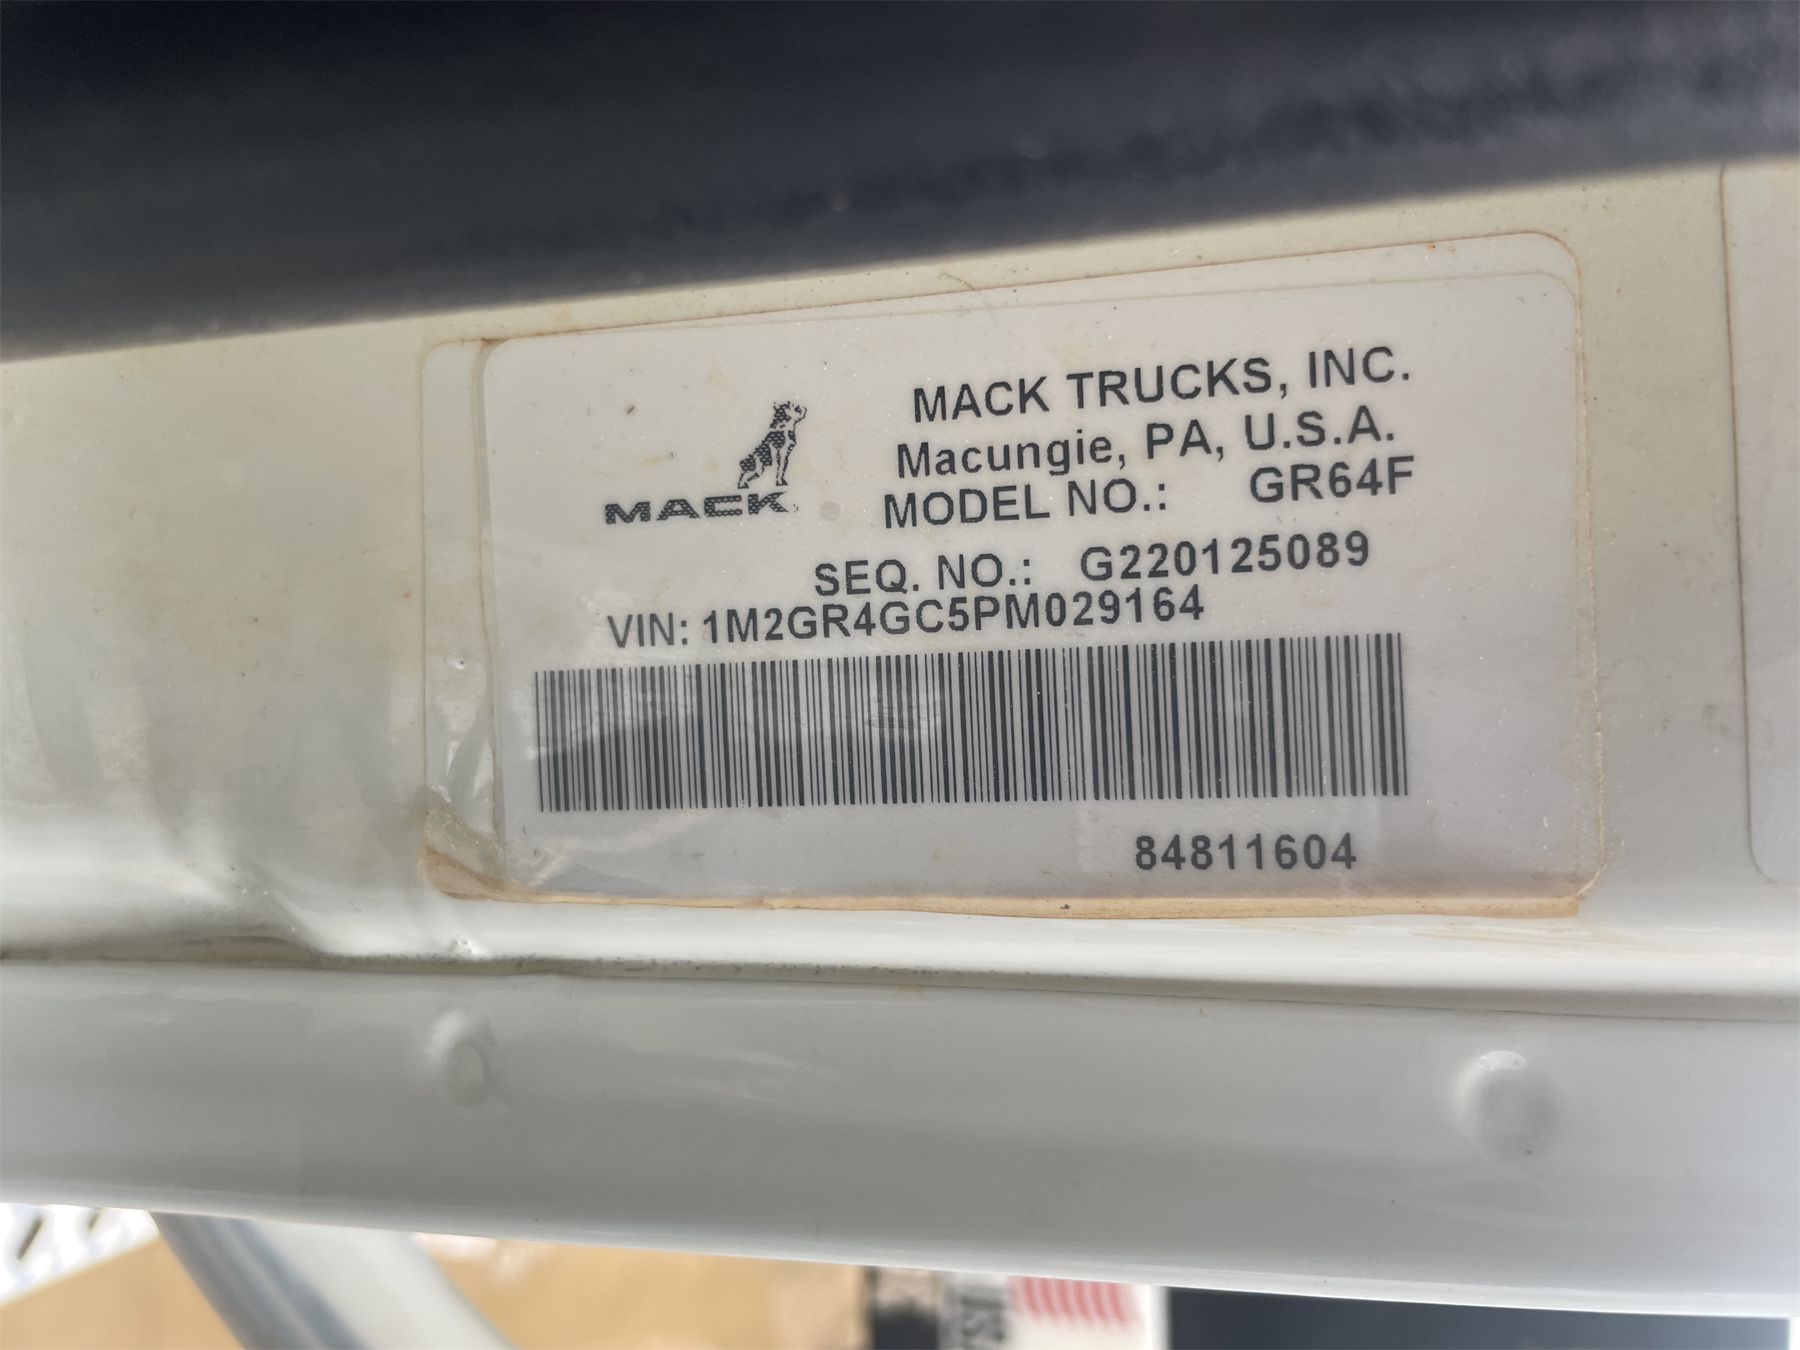 MACK
MACK TRUCKS, INC.
Macungie, PA, U.S.A.
MODEL NO.: GR64F
SEQ. NO.: G220125089
VIN: 1M2GR4GC5PM029164
84811604